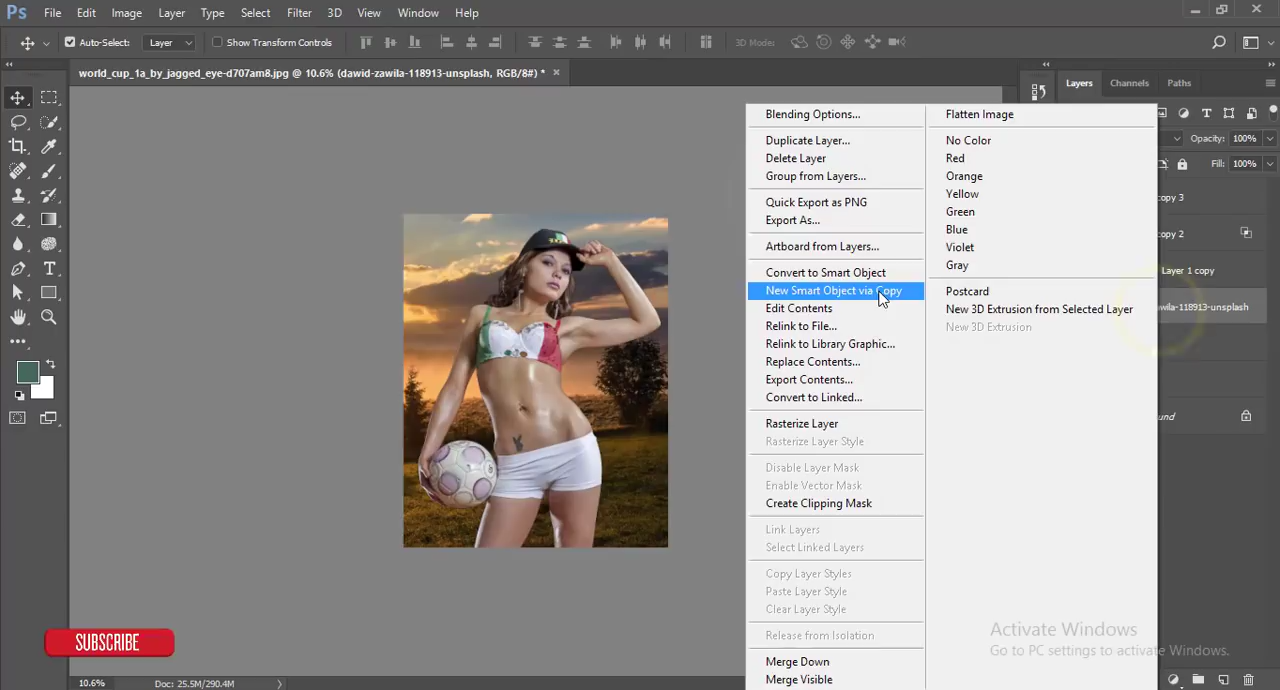 Ps File Edit Image Layer Type Select Filter 3D View Window Help
Auto-Select: Layer Show Transform Controls 3D Mode:
world_cup_1a_by_jagged_eye-d707am8.jpg @ 10.6% (dawid-zawila-118913-unsplash, RGB/8#) * ×
Layers Channels Paths
Opacity: 100%
Fill: 100%
copy 3
copy 2
Layer 1 copy
awila-118913-unsplash
Blending Options...
Duplicate Layer...
Delete Layer
Group from Layers...
Quick Export as PNG
Export As...
Artboard from Layers...
Convert to Smart Object
New Smart Object via Copy
Edit Contents
Relink to File...
Relink to Library Graphic...
Replace Contents...
Export Contents...
Convert to Linked...
Rasterize Layer
Rasterize Layer Style
Disable Layer Mask
Enable Vector Mask
Create Clipping Mask
Link Layers
Select Linked Layers
Copy Layer Styles
Paste Layer Style
Clear Layer Style
Release from Isolation
Merge Down
Merge Visible
Flatten Image
No Color
Red
Orange
Yellow
Green
Blue
Violet
Gray
Postcard
New 3D Extrusion from Selected Layer
New 3D Extrusion
SUBSCRIBE
Activate Windows
Go to PC settings to activate Windows.
10.6% Doc: 25.5M/290.4M